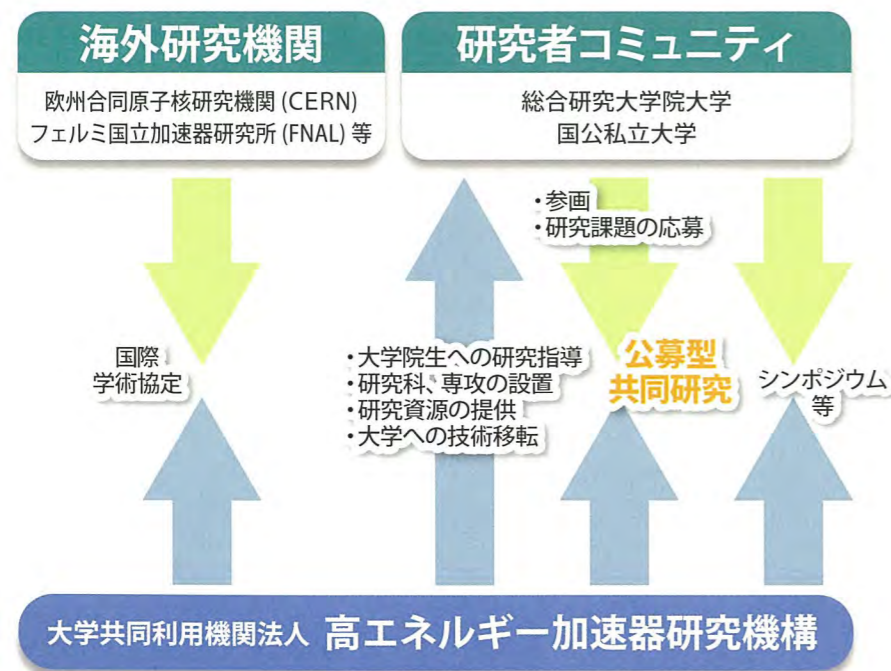 海外研究機関
欧州合同原子核研究機関 (CERN)
フェルミ国立加速器研究所 (FNAL) 等
研究者コミュニティ
総合研究大学院大学
国公私立大学
・参画
・研究課題の応募
国際
学術協定
・大学院生への研究指導
・研究科、専攻の設置
・研究資源の提供
・大学への技術移転
公募型
共同研究
シンポジウム
等
大学共同利用機関法人 高エネルギー加速器研究機構